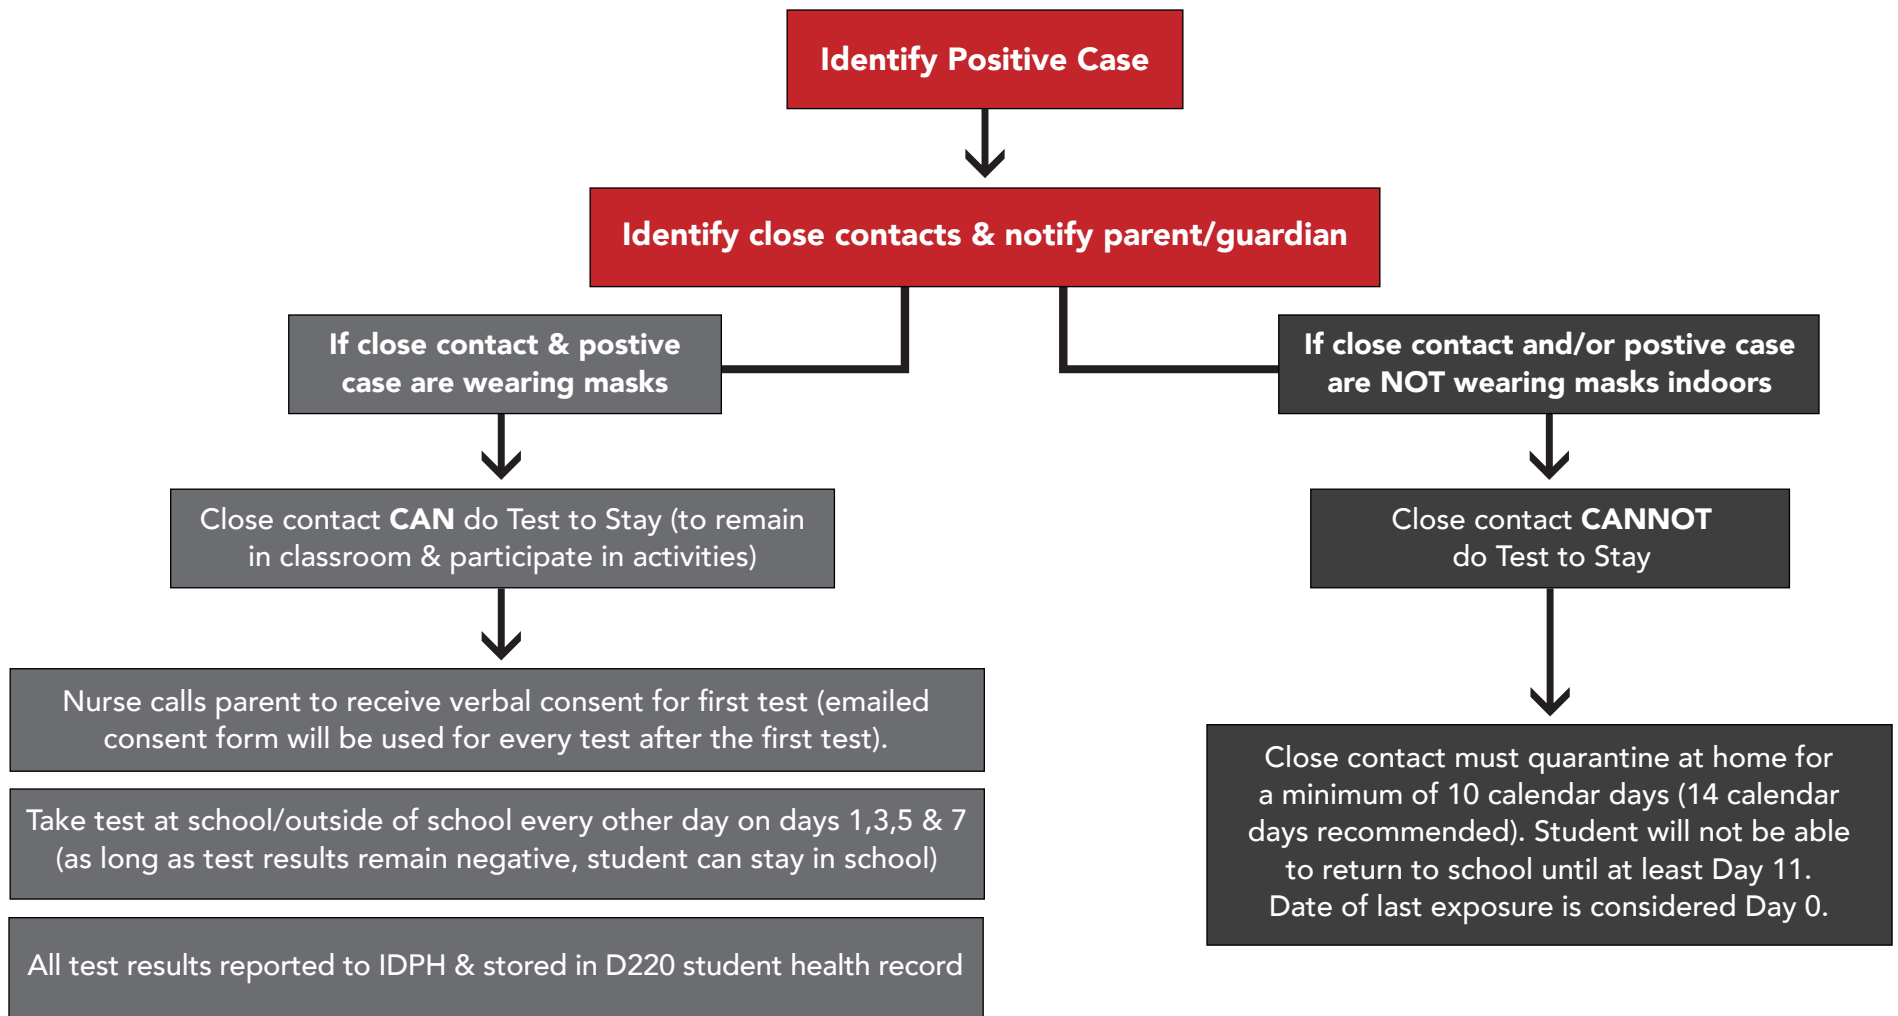 Identify Positive Case
Identify close contacts & notify parent/guardian
If close contact & postive
case are wearing masks
Close contact CAN do Test to Stay (to remain
in classroom & participate in activities)
Nurse calls parent to receive verbal consent for first test (emailed
consent form will be used for every test after the first test).
Take test at school/outside of school every other day on days 1,3,5 & 7
(as long as test results remain negative, student can stay in school)
All test results reported to IDPH & stored in D220 student health record
If close contact and/or postive case
are NOT wearing masks indoors
Close contact CANNOT
do Test to Stay
Close contact must quarantine at home for
a minimum of 10 calendar days (14 calendar
days recommended). Student will not be able
to return to school until at least Day 11.
Date of last exposure is considered Day 0.